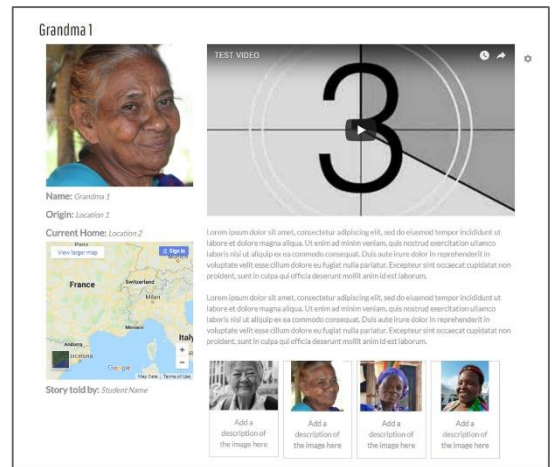 Grandma 1
TEST VIDEO
3
Name: Grandma 1
Origin: Location 1
Current Home: Location 2
Paris
View larger map
Sign in
France
Switzerland
Milan
Monaco
Italy
Andorra
Barcelona
+
−
Google
Map Data
Terms of Use
Story told by: Student Name
Lorem ipsum dolor sit amet, consectetur adipiscing elit, sed do eiusmod tempor incididunt ut
labore et dolore magna aliqua. Ut enim ad minim veniam, quis nostrud exercitation ullamco
laboris nisi ut aliquip ex ea commodo consequat. Duis aute irure dolor in reprehenderit in
voluptate velit esse cillum dolore eu fugiat nulla pariatur. Excepteur sint occaecat cupidatat non
proident, sunt in culpa qui officia deserunt mollit anim id est laborum.
Lorem ipsum dolor sit amet, consectetur adipiscing elit, sed do eiusmod tempor incididunt ut
labore et dolore magna aliqua. Ut enim ad minim veniam, quis nostrud exercitation ullamco
laboris nisi ut aliquip ex ea commodo consequat. Duis aute irure dolor in reprehenderit in
voluptate velit esse cillum dolore eu fugiat nulla pariatur. Excepteur sint occaecat cupidatat non
proident, sunt in culpa qui officia deserunt mollit anim id est laborum.
Add a
description of
the image here
Add a
description of
the image here
Add a
description of
the image here
Add a
description of
the image here